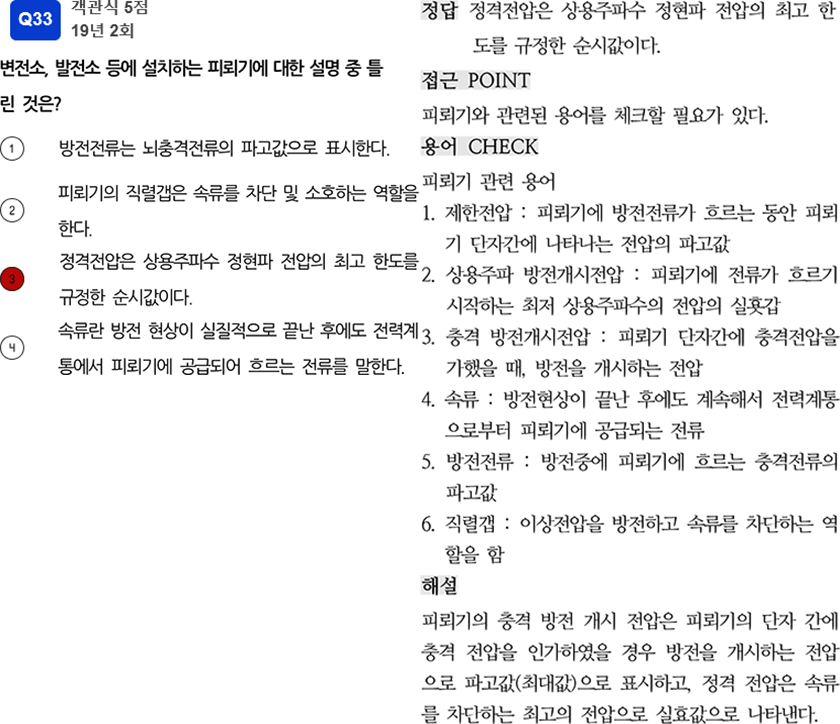 Q33
객관식 5점
19년 2회
변전소, 발전소 등에 설치하는 피뢰기에 대한 설명 중 틀
린 것은?
1 방전전류는 뇌충격전류의 파고값으로 표시한다.
2 피뢰기의 직렬갭은 속류를 차단 및 소호하는 역할을
한다.
3 정격전압은 상용주파수 정현파 전압의 최고 한도를
규정한 순시값이다.
4 속류란 방전 현상이 실질적으로 끝난 후에도 전력계
통에서 피뢰기에 공급되어 흐르는 전류를 말한다.
정답 정격전압은 상용주파수 정현파 전압의 최고 한
도를 규정한 순시값이다.
접근 POINT
피뢰기와 관련된 용어를 체크할 필요가 있다.
용어 CHECK
피뢰기 관련 용어
1. 제한전압 : 피뢰기에 방전전류가 흐르는 동안 피뢰
기 단자간에 나타나는 전압의 파고값
2. 상용주파 방전개시전압 : 피뢰기에 전류가 흐르기
시작하는 최저 상용주파수의 전압의 실횻값
3. 충격 방전개시전압 : 피뢰기 단자간에 충격전압을
가했을 때, 방전을 개시하는 전압
4. 속류 : 방전현상이 끝난 후에도 계속해서 전력계통
으로부터 피뢰기에 공급되는 전류
5. 방전전류 : 방전중에 피뢰기에 흐르는 충격전류의
파고값
6. 직렬갭 : 이상전압을 방전하고 속류를 차단하는 역
할을 함
해설
피뢰기의 충격 방전 개시 전압은 피뢰기의 단자 간에
충격 전압을 인가하였을 경우 방전을 개시하는 전압
으로 파고값(최대값)으로 표시하고, 정격 전압은 속류
를 차단하는 최고의 전압으로 실효값으로 나타낸다.